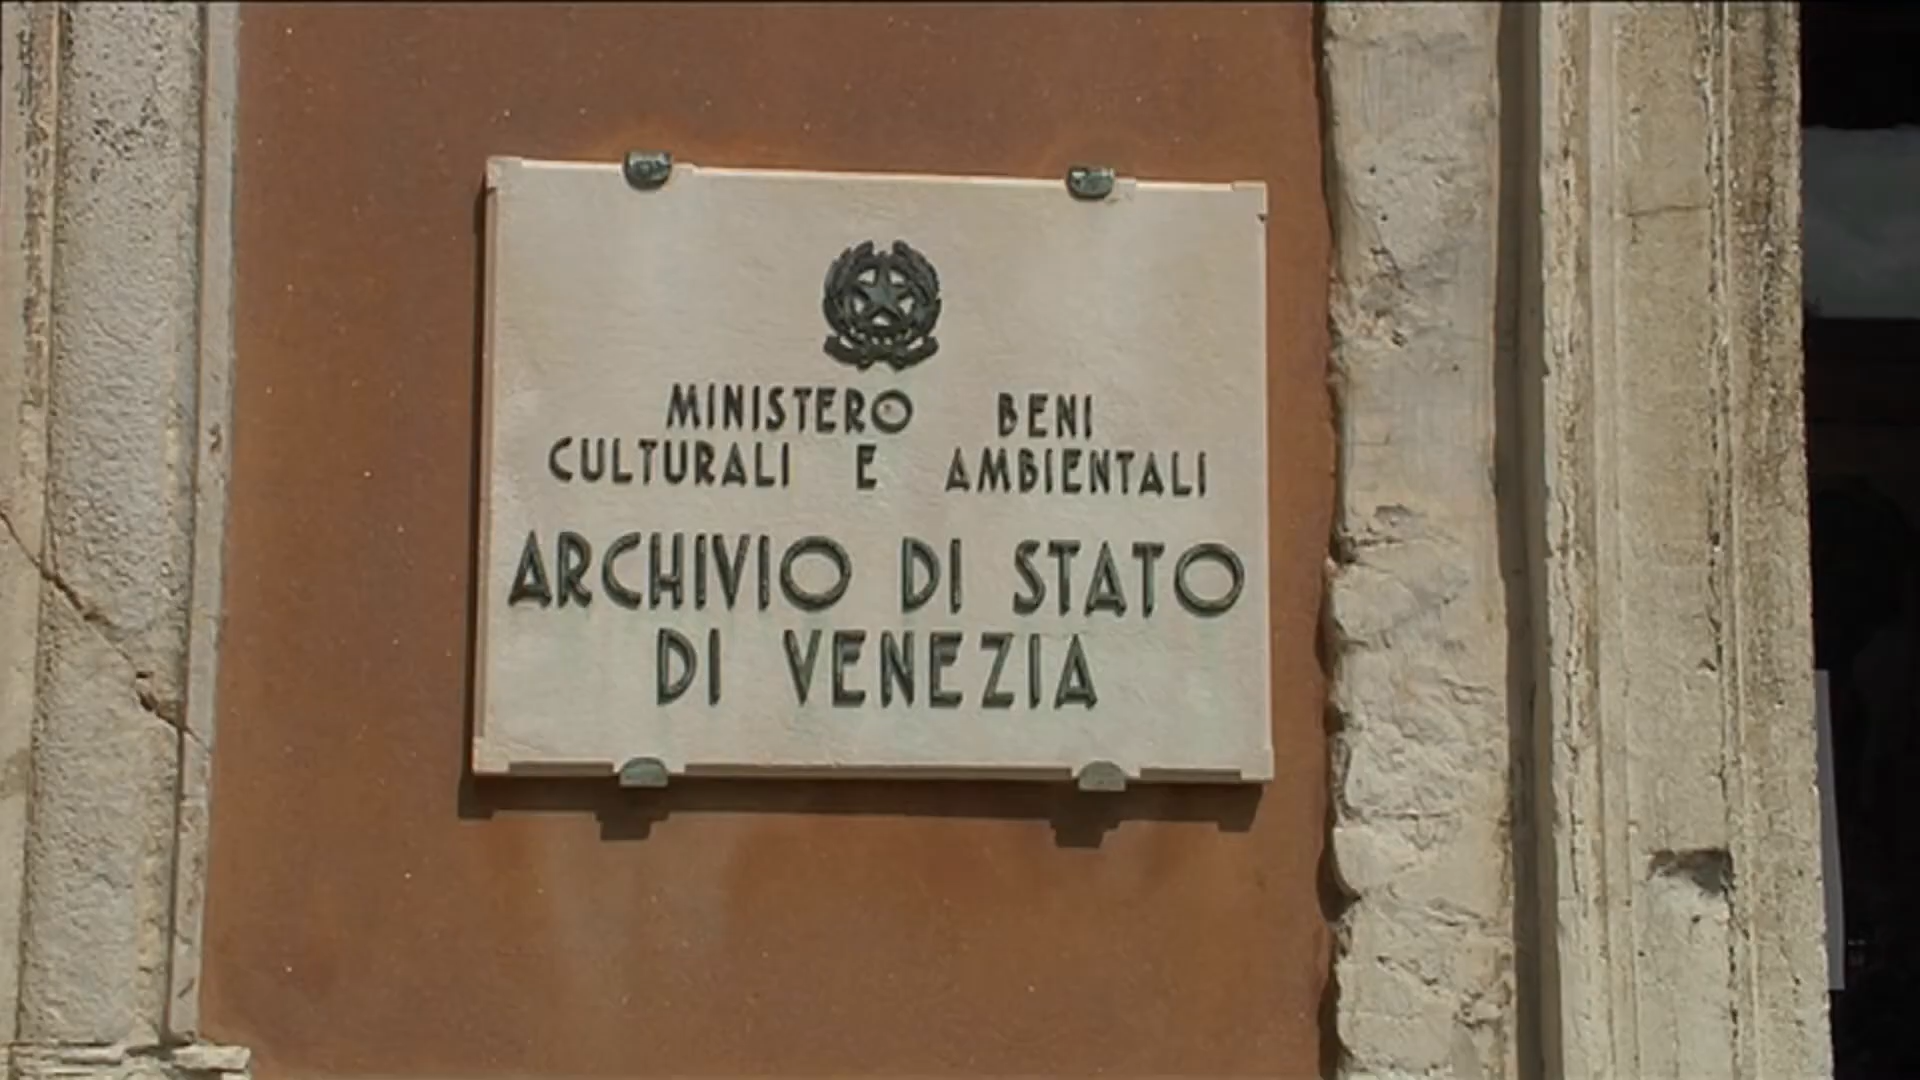 MINISTERO BENI
CULTURALI E AMBIENTALI
ARCHIVIO DI STATO
DI VENEZIA